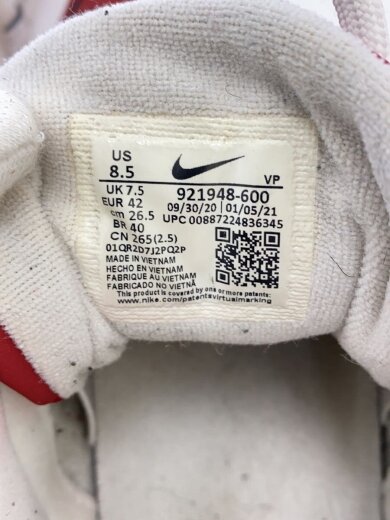 US
8.5
VP
UK 7.5
EUR 42
cm 26.5
BR 40
CN 265(2.5)
921948-600
09/30/20 | 01/05/21
UPC 00887224836345
01QR2D7J2PQ2P
MADE IN VIETNAM
HECHO EN VIETNAM
FABRIQUE AU VIETNAM
FABRICADO NO VIETNÃ
This product is covered by one or more patents:
www.nike.com/patentsvirtualmarking